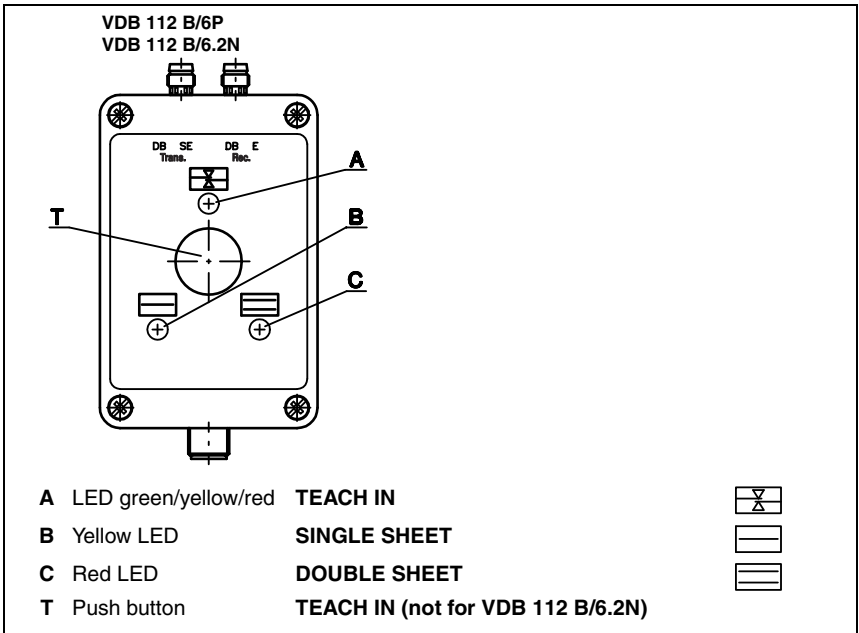 VDB 112 B/6P
VDB 112 B/6.2N
DB SE DB E
Trans. Rec.
A
T
B
C
A LED green/yellow/red TEACH IN
B Yellow LED SINGLE SHEET
C Red LED DOUBLE SHEET
T Push button TEACH IN (not for VDB 112 B/6.2N)